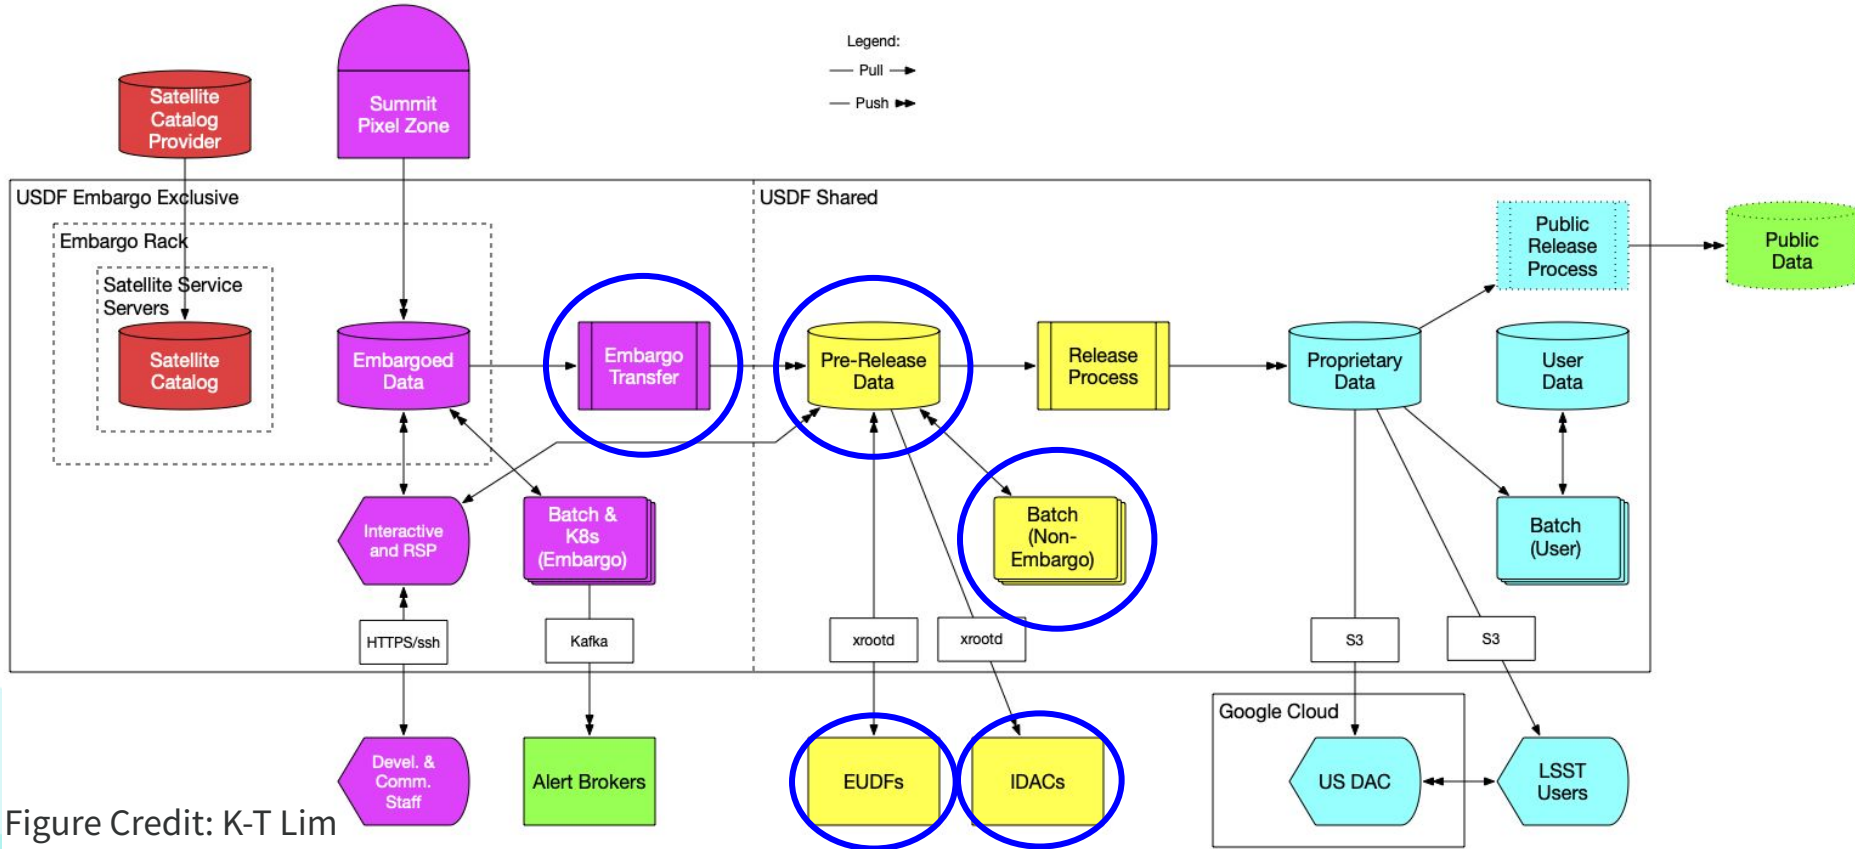 Legend:
Pull
Push
Satellite
Catalog
Provider
Summit
Pixel Zone
USDF Embargo Exclusive
USDF Shared
Embargo Rack
Satellite Service
Servers
Satellite
Catalog
Embargoed
Data
Embargo
Transfer
Pre-Release
Data
Release
Process
Proprietary
Data
Public
Release
Process
Public
Data
User
Data
Interactive
and RSP
Batch &
K8s
(Embargo)
Batch
(Non-
Embargo)
Batch
(User)
HTTPS/ssh
Kafka
xrootd
xrootd
S3
S3
Devel. &
Comm.
Staff
Alert Brokers
EUDFs
IDACs
Google Cloud
US DAC
LSST
Users
Figure Credit: K-T Lim